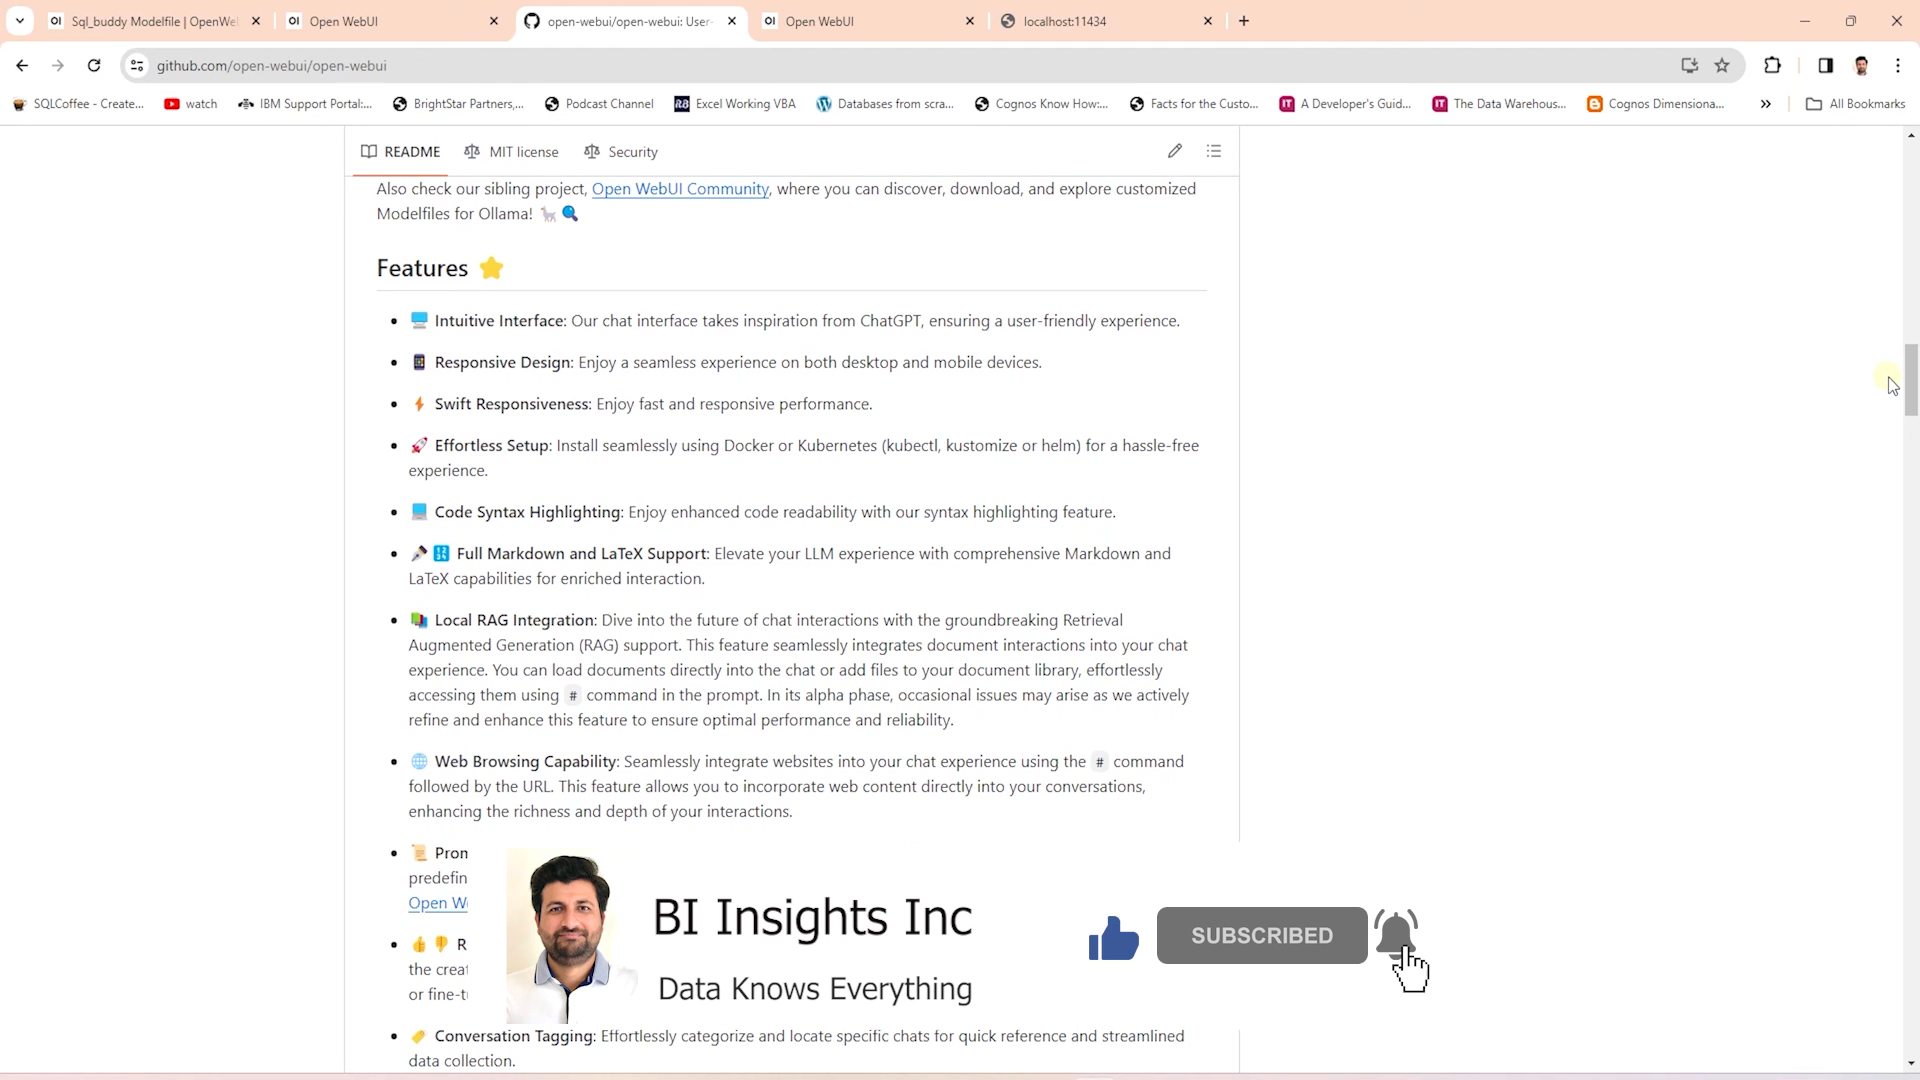 Sql_buddy Modelfile | OpenWe
Open WebUI
open-webui/open-webui: User-
Open WebUI
localhost:11434
github.com/open-webui/open-webui
SQLCoffee - Create...
watch
IBM Support Portal:...
BrightStar Partners,...
Podcast Channel
Excel Working VBA
Databases from scra...
Cognos Know How:...
Facts for the Custo...
A Developer's Guid...
The Data Warehous...
Cognos Dimensiona...
All Bookmarks
README
MIT license
Security
Also check our sibling project, Open WebUI Community, where you can discover, download, and explore customized
Modelfiles for Ollama! 🦙🔍
Features ⭐
• 🖥️ Intuitive Interface: Our chat interface takes inspiration from ChatGPT, ensuring a user-friendly experience.
• 📱 Responsive Design: Enjoy a seamless experience on both desktop and mobile devices.
• ⚡ Swift Responsiveness: Enjoy fast and responsive performance.
• 🚀 Effortless Setup: Install seamlessly using Docker or Kubernetes (kubectl, kustomize or helm) for a hassle-free
experience.
• 💻 Code Syntax Highlighting: Enjoy enhanced code readability with our syntax highlighting feature.
• ✒️🔢 Full Markdown and LaTeX Support: Elevate your LLM experience with comprehensive Markdown and
LaTeX capabilities for enriched interaction.
• 📚 Local RAG Integration: Dive into the future of chat interactions with the groundbreaking Retrieval
Augmented Generation (RAG) support. This feature seamlessly integrates document interactions into your chat
experience. You can load documents directly into the chat or add files to your document library, effortlessly
accessing them using # command in the prompt. In its alpha phase, occasional issues may arise as we actively
refine and enhance this feature to ensure optimal performance and reliability.
• 🌐 Web Browsing Capability: Seamlessly integrate websites into your chat experience using the # command
followed by the URL. This feature allows you to incorporate web content directly into your conversations,
enhancing the richness and depth of your interactions.
• 📜 Pron
predefin
Open We
• 👍👎 R
the creat
or fine-tu
BI Insights Inc
Data Knows Everything
SUBSCRIBED
• 🏷️ Conversation Tagging: Effortlessly categorize and locate specific chats for quick reference and streamlined
data collection.